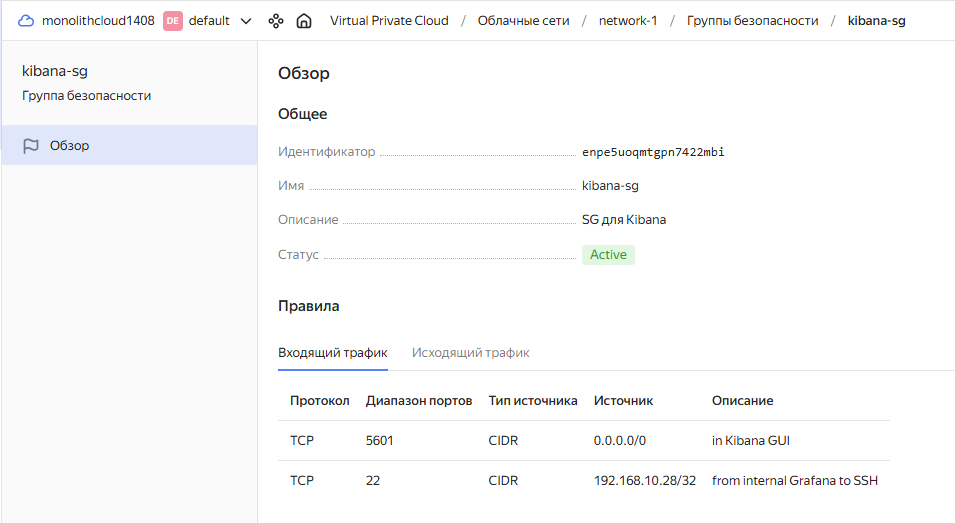 monolithcloud1408 DE default Virtual Private Cloud / Облачные сети / network-1 / Группы безопасности / kibana-sg
kibana-sg
Группа безопасности
Обзор
Обзор
Общее
Идентификатор enpe5uoqmtgpn7422mbi
Имя kibana-sg
Описание SG для Kibana
Статус Active
Правила
Входящий трафик Исходящий трафик
Протокол Диапазон портов Тип источника Источник Описание
TCP 5601 CIDR 0.0.0.0/0 in Kibana GUI
TCP 22 CIDR 192.168.10.28/32 from internal Grafana to SSH